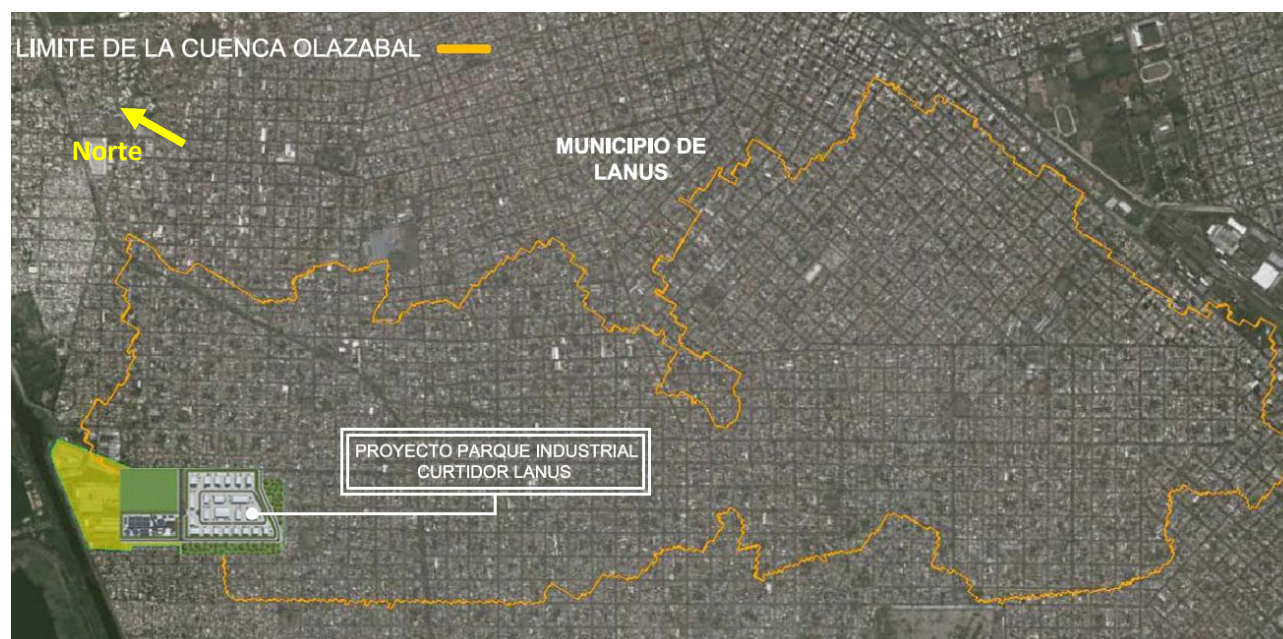 LIMITE DE LA CUENCA OLAZABAL
Norte
MUNICIPIO DE
LANUS
PROYECTO PARQUE INDUSTRIAL
CURTIDOR LANUS